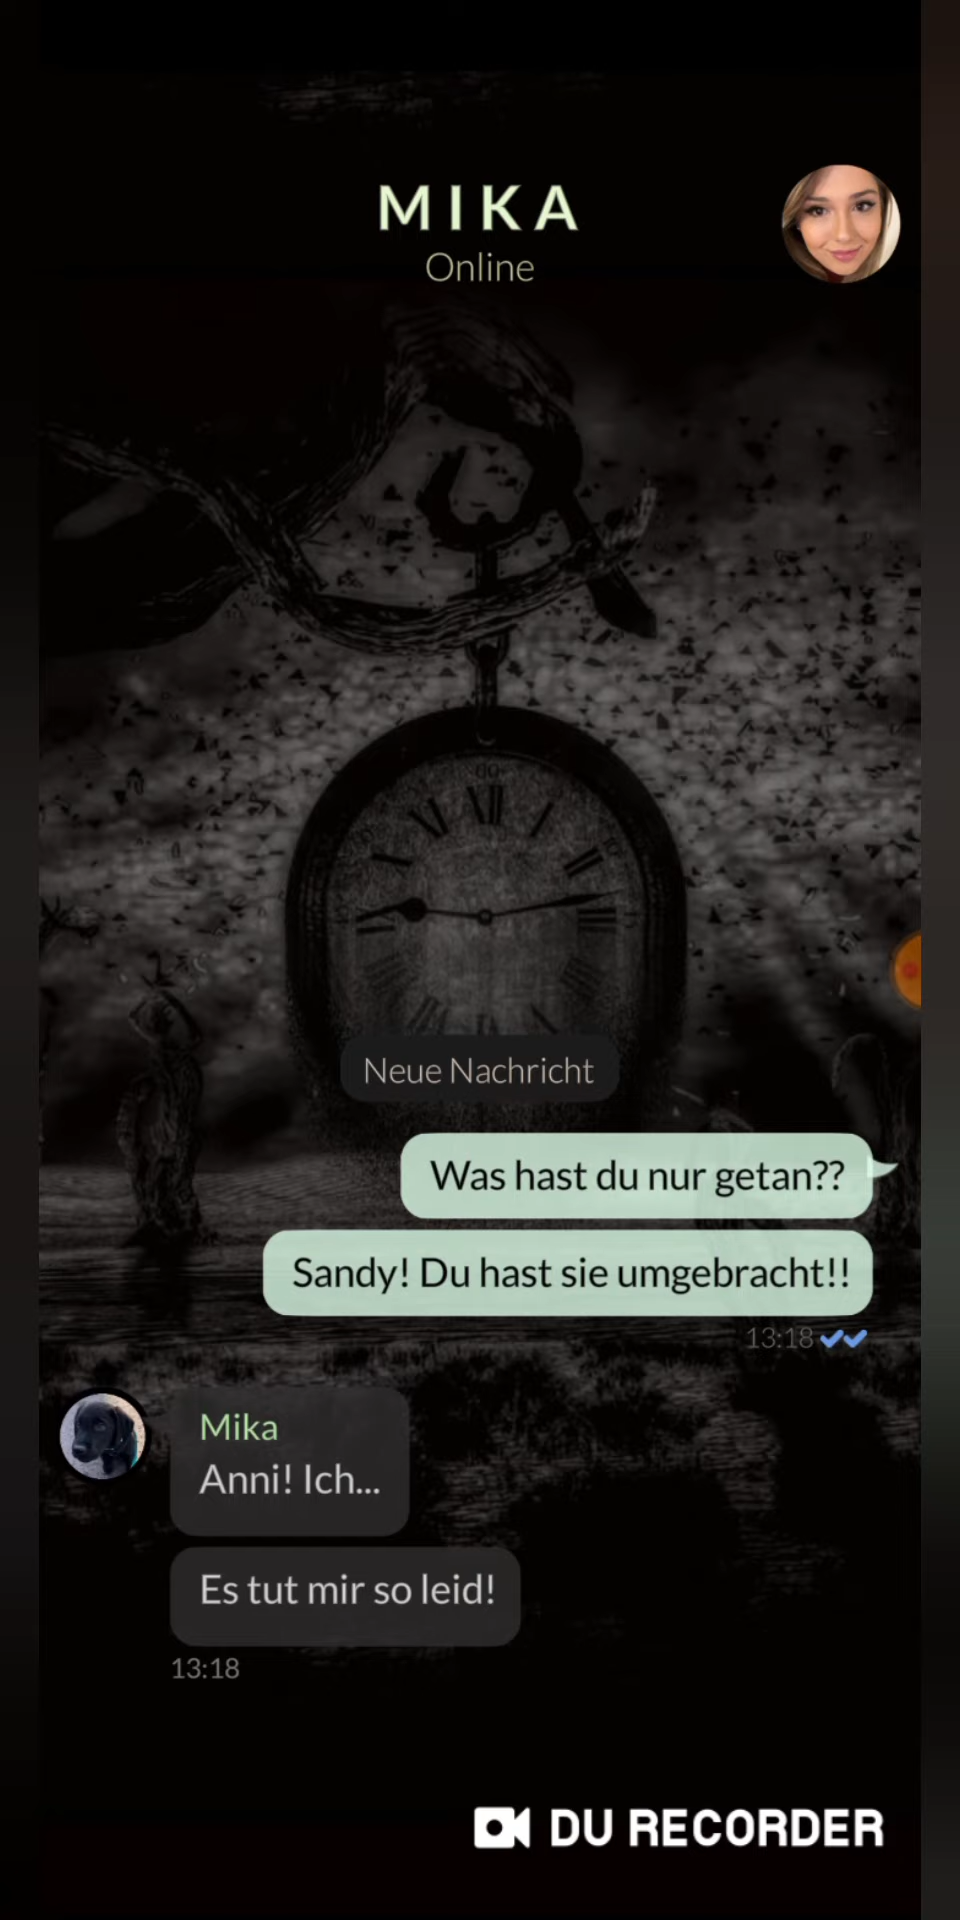 MIKA
Online
Neue Nachricht
Was hast du nur getan??
Sandy! Du hast sie umgebracht!!
13:18
Mika
Anni! Ich...
Es tut mir so leid!
13:18
DU RECORDER